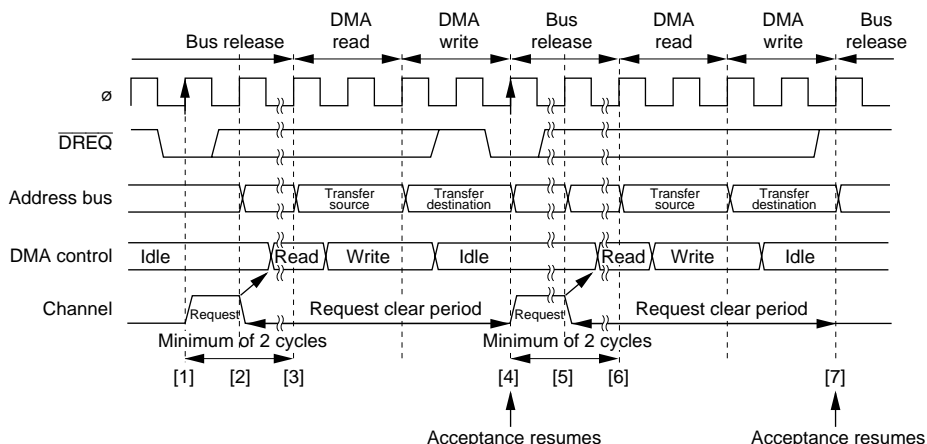 Bus release
DMA read
DMA write
Bus release
DMA read
DMA write
Bus release
ø
DREQ
Address bus
Transfer source
Transfer destination
Transfer source
Transfer destination
DMA control
Idle
Read
Write
Idle
Read
Write
Idle
Channel
Request
Request clear period
Request
Request clear period
Minimum of 2 cycles
Minimum of 2 cycles
[1]
[2]
[3]
[4]
[5]
[6]
[7]
Acceptance resumes
Acceptance resumes